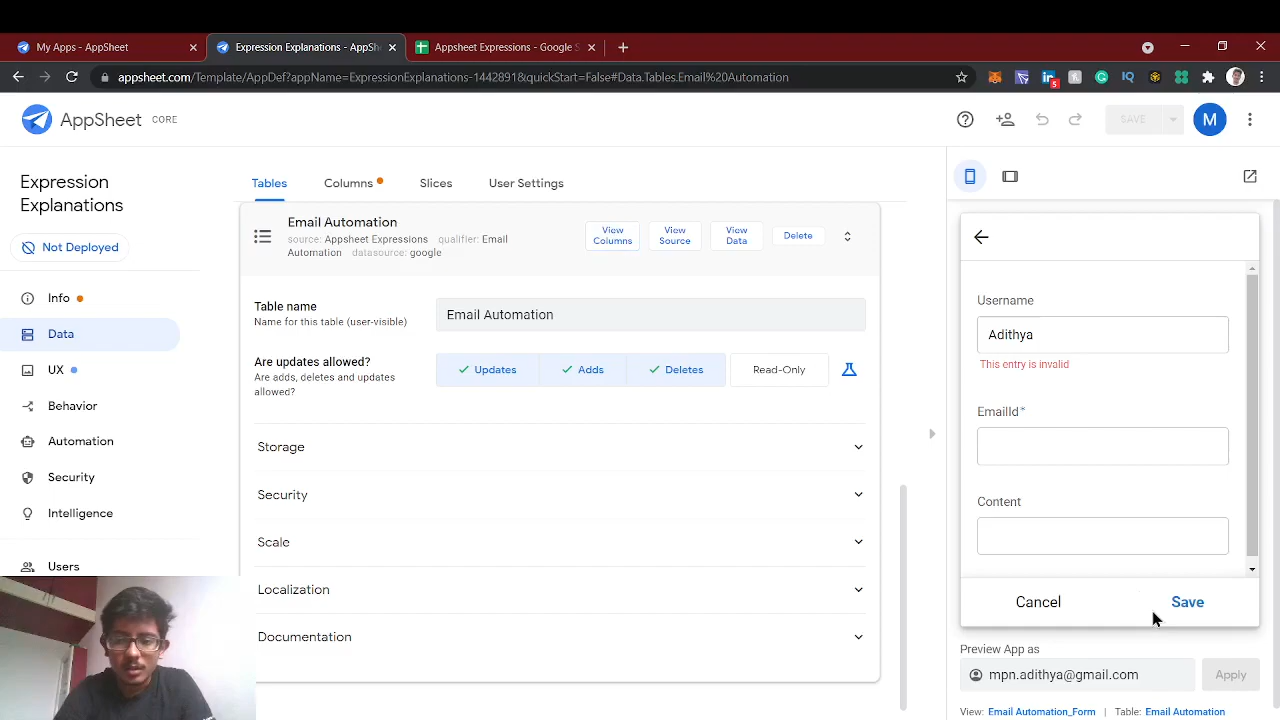 My Apps - AppSheet
Expression Explanations - AppSh
Appsheet Expressions - Google S
appsheet.com/Template/AppDef?appName=ExpressionExplanations-1442891&quickStart=False#Data.Tables.Email%20Automation
IQ
5
AppSheet CORE
SAVE
M
Expression
Explanations
Not Deployed
Info
Data
UX
Behavior
Automation
Security
Intelligence
Users
Tables
Columns
Slices
User Settings
Email Automation
source: Appsheet Expressions qualifier: Email
Automation datasource: google
View
Columns
View
Source
View
Data
Delete
Table name
Name for this table (user-visible)
Email Automation
Are updates allowed?
Are adds, deletes and updates
allowed?
Updates
Adds
Deletes
Read-Only
Storage
Security
Scale
Localization
Documentation
Username
Adithya
This entry is invalid
EmailId*
Content
Cancel
Save
Preview App as
mpn.adithya@gmail.com
Apply
View: Email Automation_Form | Table: Email Automation